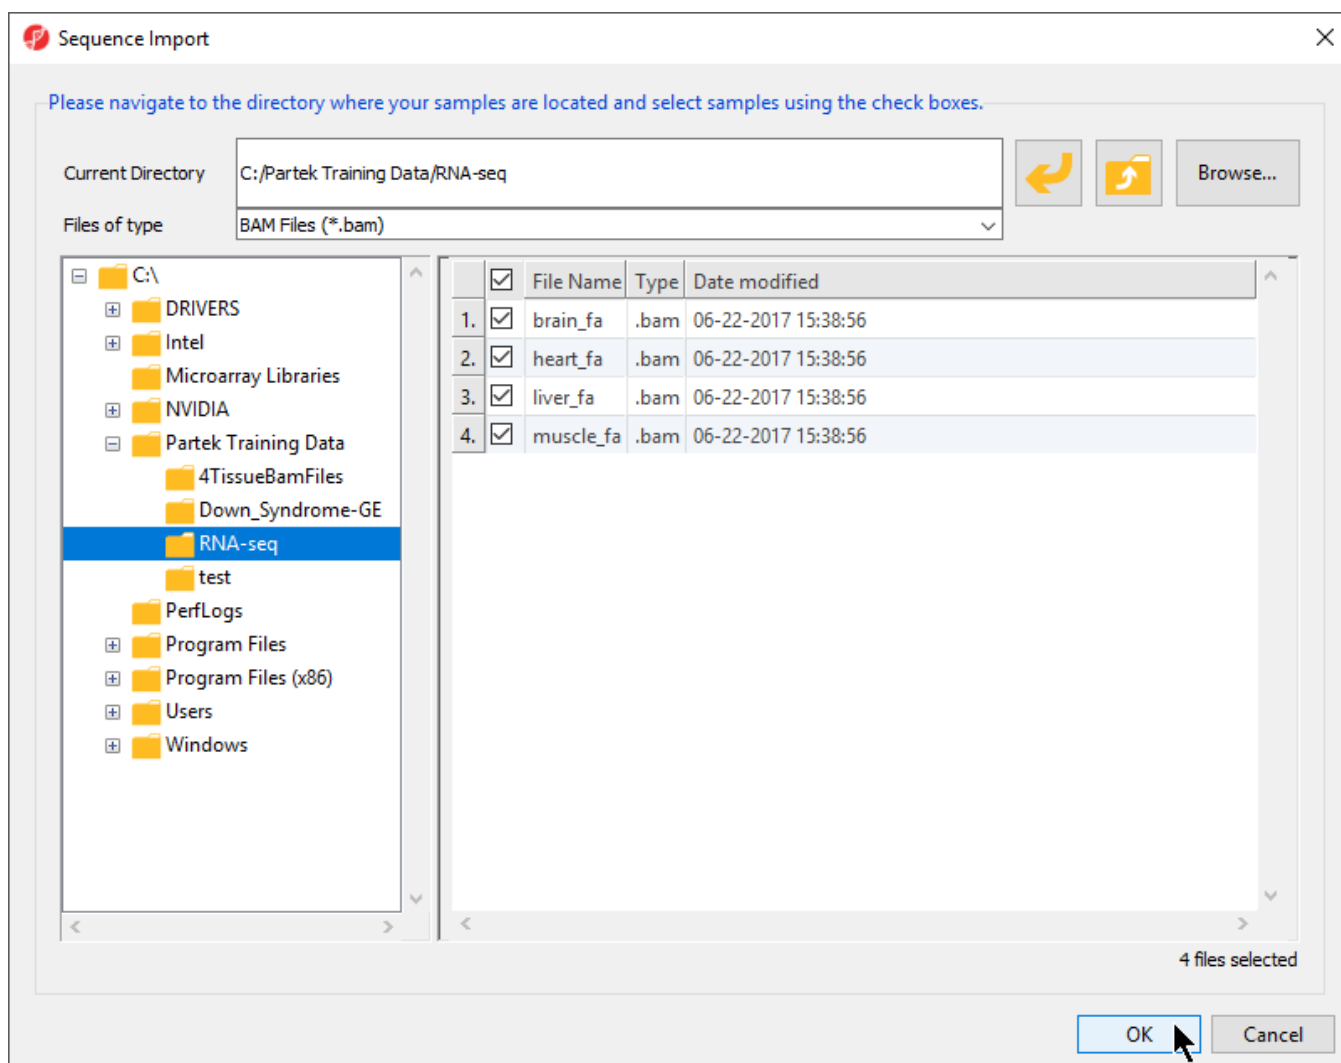 Sequence Import
Please navigate to the directory where your samples are located and select samples using the check boxes.
Current Directory C:/Partek Training Data/RNA-seq Browse...
Files of type BAM Files (*.bam)
C:\
DRIVERS
Intel
Microarray Libraries
NVIDIA
Partek Training Data
4TissueBamFiles
Down_Syndrome-GE
RNA-seq
test
PerfLogs
Program Files
Program Files (x86)
Users
Windows
File Name Type Date modified
1. brain_fa .bam 06-22-2017 15:38:56
2. heart_fa .bam 06-22-2017 15:38:56
3. liver_fa .bam 06-22-2017 15:38:56
4. muscle_fa .bam 06-22-2017 15:38:56
4 files selected
OK Cancel